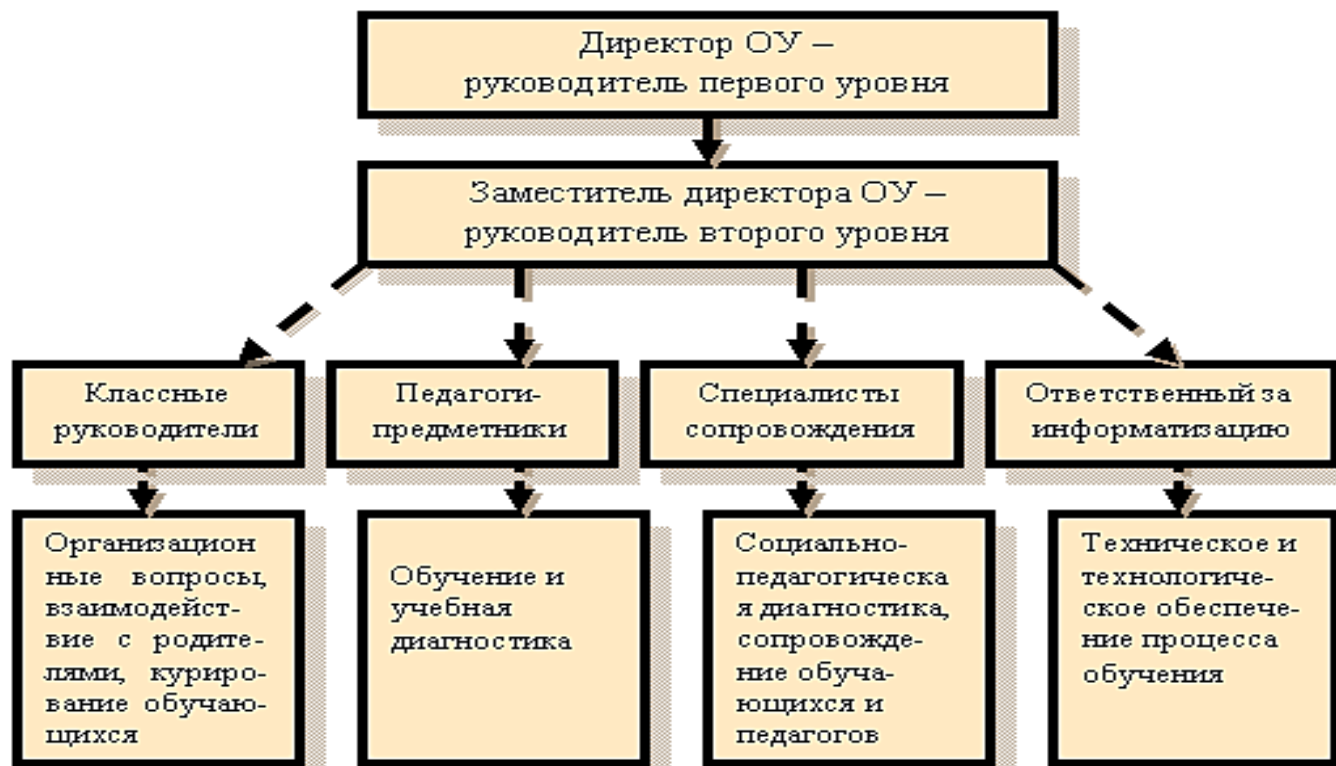 Директор ОУ –
руководитель первого уровня
Заместитель директора ОУ –
руководитель второго уровня
Классные
руководители
Педагоги-
предметники
Специалисты
сопровождения
Ответственный за
информатизацию
Организацион
ные вопросы,
взаимодейст-
вие с родите-
лями, куриро-
вание обучаю-
щихся
Обучение и
учебная
диагностика
Социально-
педагогическа
я диагностика,
сопровожде-
ние обуча-
ющихся и
педагогов
Техническое и
технологиче-
ское обеспече-
ние процесса
обучения